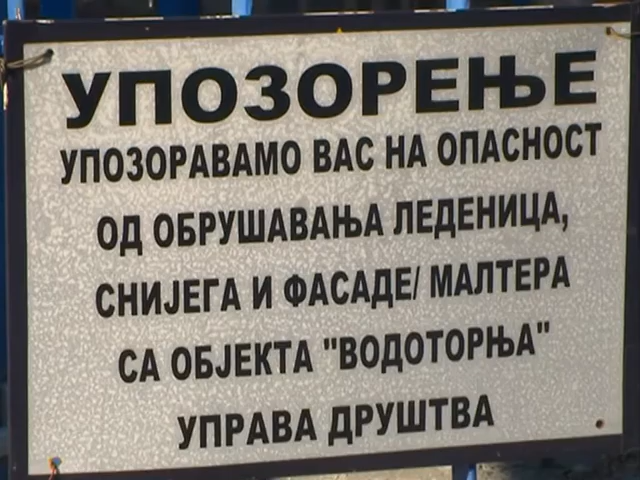 УПОЗОРЕЊЕ
УПОЗОРАВАМО ВАС НА ОПАСНОСТ
ОД ОБРУШАВАЊА ЛЕДЕНИЦА,
СНИЈЕГА И ФАСАДЕ/ МАЛТЕРА
СА ОБЈЕКТА "ВОДОТОРЊА"
УПРАВА ДРУШТВА